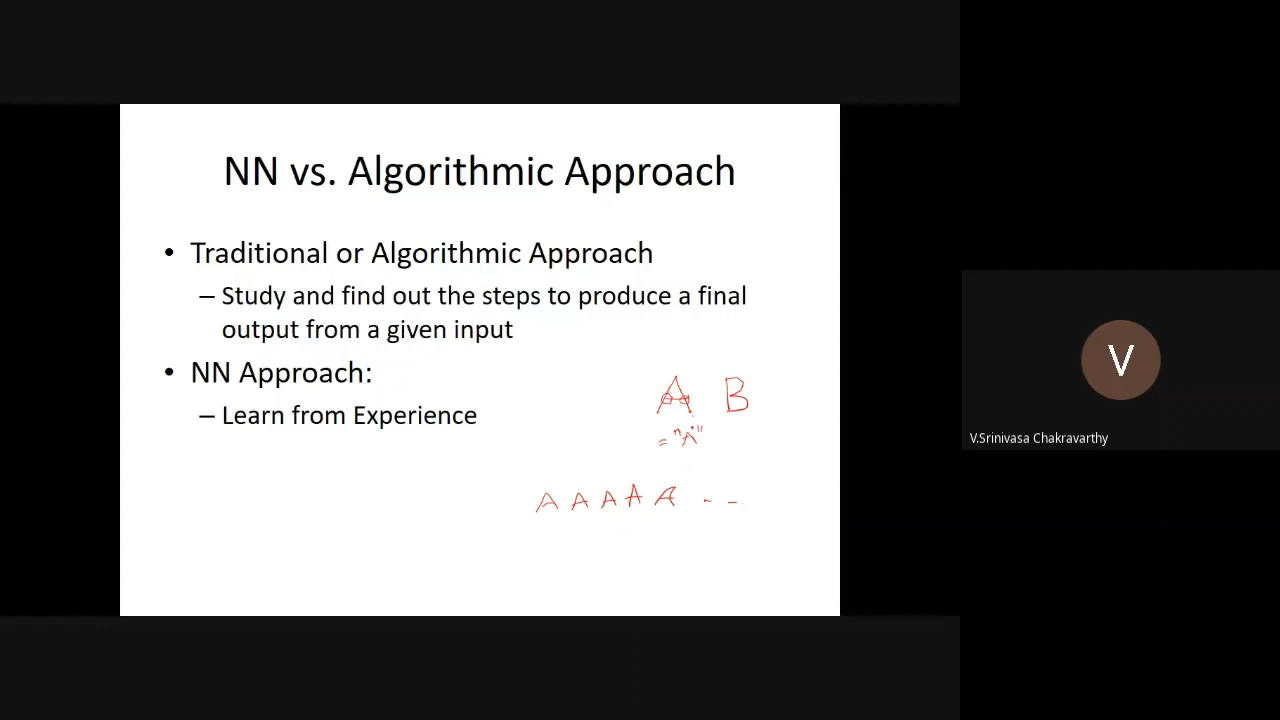 NN vs. Algorithmic Approach
• Traditional or Algorithmic Approach
– Study and find out the steps to produce a final
output from a given input
• NN Approach:
– Learn from Experience
A B
= "A"
A A A A A - -
V
V.Srinivasa Chakravarthy